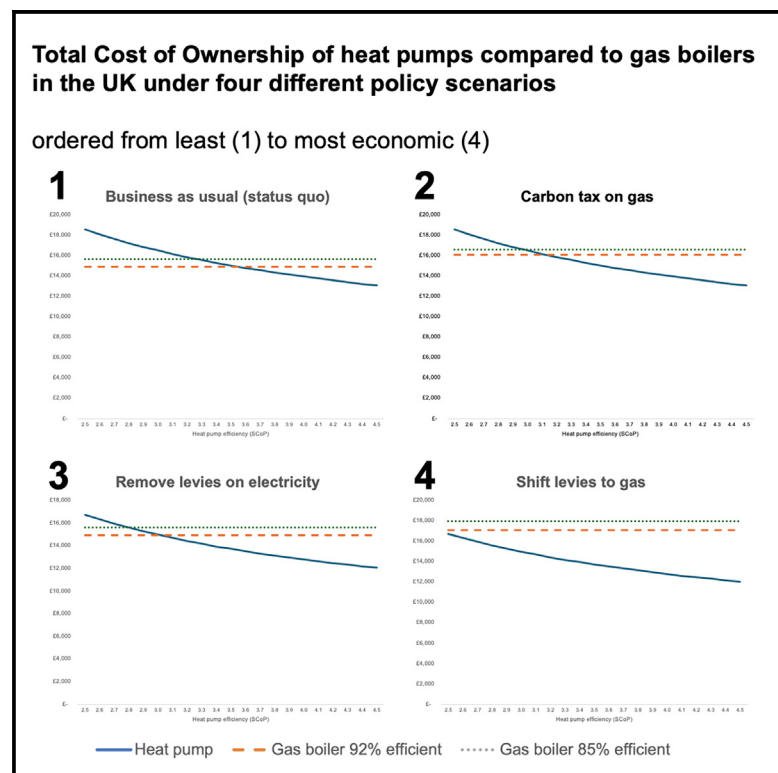 Total Cost of Ownership of heat pumps compared to gas boilers
in the UK under four different policy scenarios
ordered from least (1) to most economic (4)
1
Business as usual (status quo)
£20,000
£18,000
£16,000
£14,000
£12,000
£10,000
£8,000
£6,000
£4,000
£2,000
£-
2.5 2.6 2.7 2.8 2.9 3.0 3.1 3.2 3.3 3.4 3.5 3.6 3.7 3.8 3.9 4.0 4.1 4.2 4.3 4.4 4.5
Heat pump efficiency (SCoP)
2
Carbon tax on gas
£20,000
£18,000
£16,000
£14,000
£12,000
£10,000
£8,000
£6,000
£4,000
£2,000
£-
2.5 2.6 2.7 2.8 2.9 3.0 3.1 3.2 3.3 3.4 3.5 3.6 3.7 3.8 3.9 4.0 4.1 4.2 4.3 4.4 4.5
Heat pump efficiency (SCoP)
3
Remove levies on electricity
£18,000
£16,000
£14,000
£12,000
£10,000
£8,000
£6,000
£4,000
£2,000
£-
2.5 2.6 2.7 2.8 2.9 3.0 3.1 3.2 3.3 3.4 3.5 3.6 3.7 3.8 3.9 4.0 4.1 4.2 4.3 4.4 4.5
Heat pump efficiency (SCoP)
4
Shift levies to gas
£20,000
£18,000
£16,000
£14,000
£12,000
£10,000
£8,000
£6,000
£4,000
£2,000
£-
2.5 2.6 2.7 2.8 2.9 3.0 3.1 3.2 3.3 3.4 3.5 3.6 3.7 3.8 3.9 4.0 4.1 4.2 4.3 4.4 4.5
Heat pump efficiency (SCoP)
Heat pump Gas boiler 92% efficient Gas boiler 85% efficient